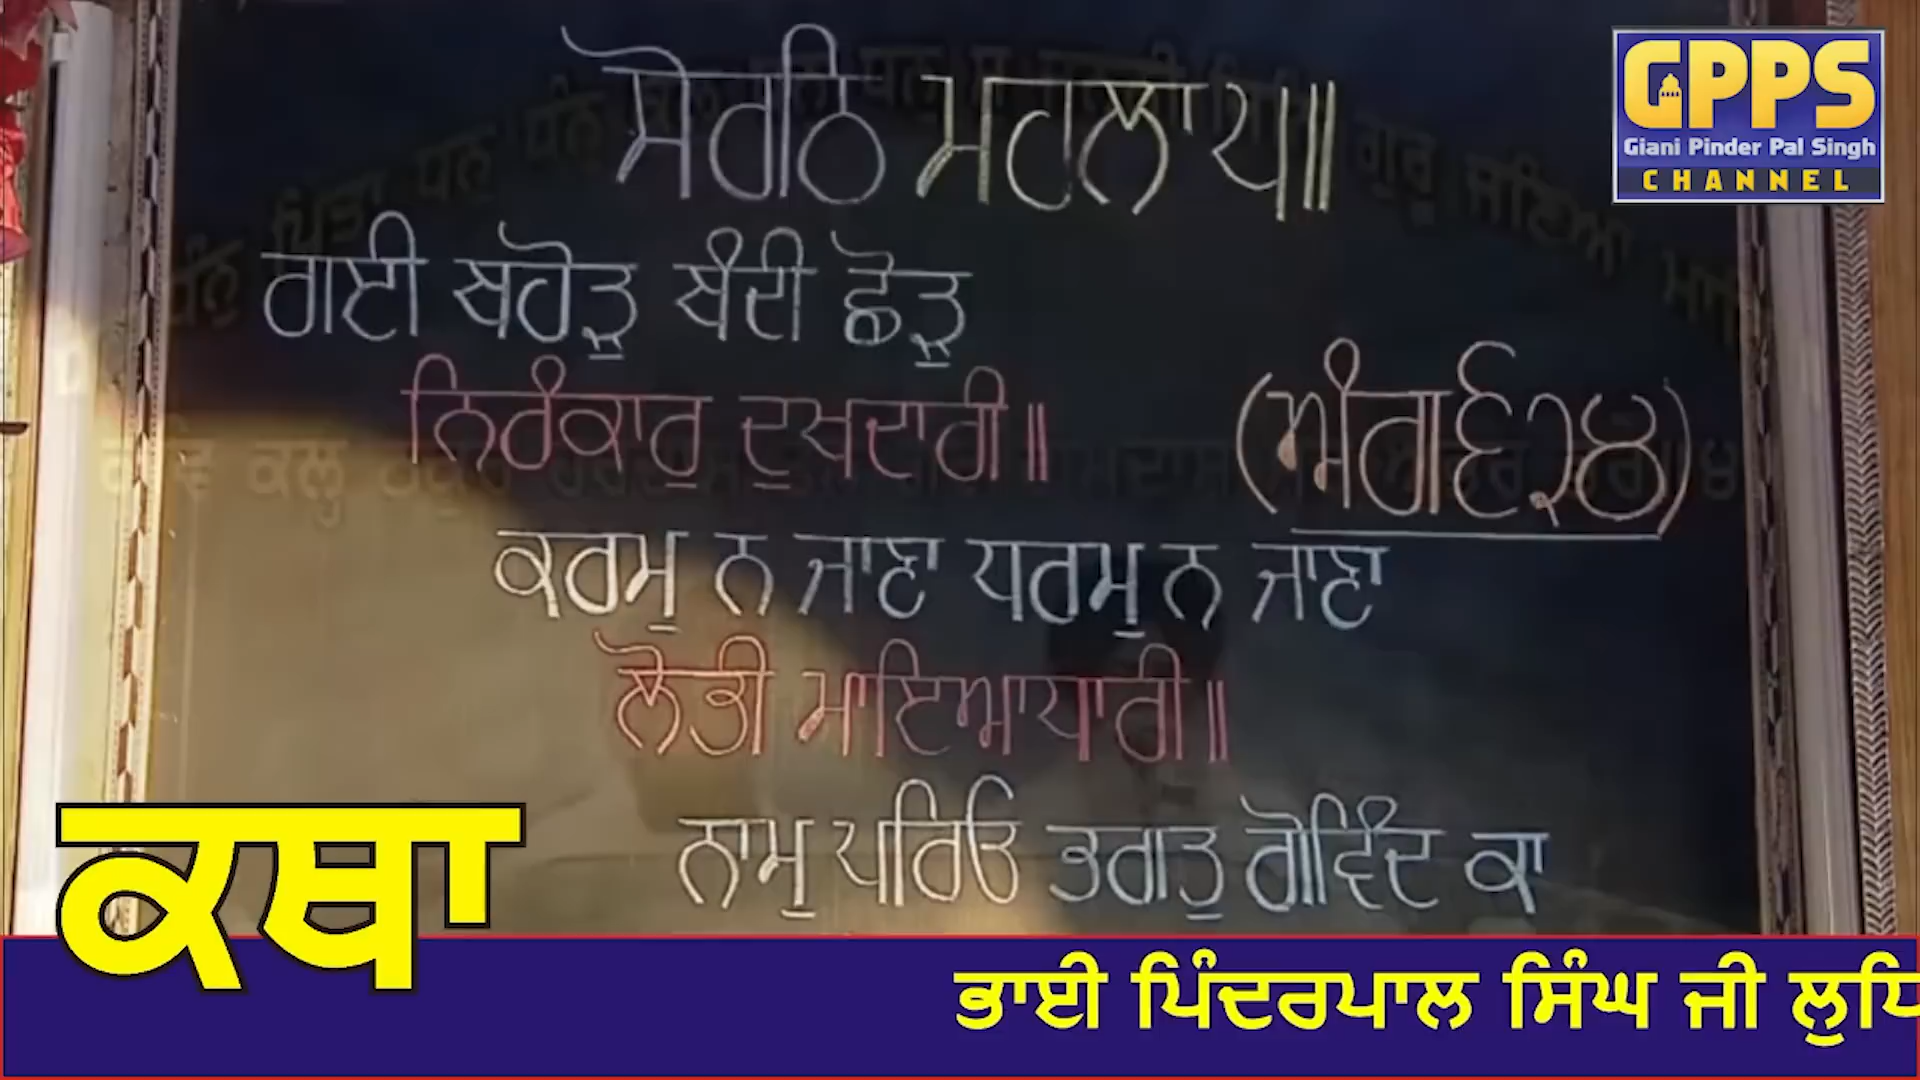 ਸੋਰਠਿ ਮਹਲਾ ੫॥
ਗਈ ਬਹੋੜੁ ਬੰਦੀ ਛੋੜੁ
ਨਿਰੰਕਾਰੁ ਦੁਖਦਾਰੀ॥
(ਅੰਗ ੬੨੪)
ਕਰਮੁ ਨ ਜਾਣਾ ਧਰਮੁ ਨ ਜਾਣਾ
ਲੋਭੀ ਮਾਇਆਧਾਰੀ॥
ਨਾਮੁ ਪਰਿਓ ਭਗਤੁ ਗੋਵਿੰਦ ਕਾ
GPPS
Giani Pinder Pal Singh
CHANNEL
ਕਥਾ
ਭਾਈ ਪਿੰਦਰਪਾਲ ਸਿੰਘ ਜੀ ਲੁਧਿ